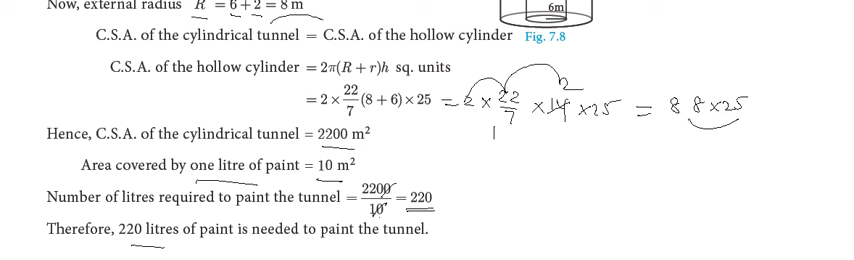 Now, external radius R = 6 + 2 = 8 m
6m
C.S.A. of the cylindrical tunnel = C.S.A. of the hollow cylinder Fig. 7.8
C.S.A. of the hollow cylinder = 2π(R + r)h sq. units
= 2 × 22/7 (8 + 6) × 25 = 2 × 22/7 × 14 × 25 = 88 × 25
2
1
Hence, C.S.A. of the cylindrical tunnel = 2200 m²
Area covered by one litre of paint = 10 m²
Number of litres required to paint the tunnel = 2200/10 = 220
Therefore, 220 litres of paint is needed to paint the tunnel.